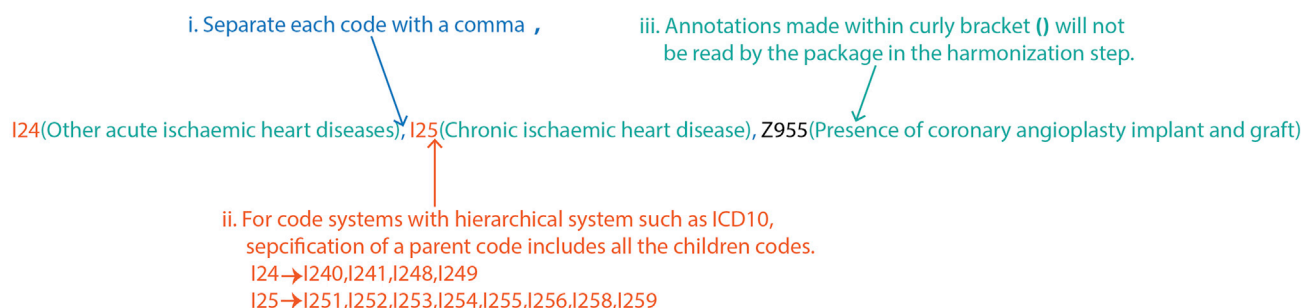 i. Separate each code with a comma ,
iii. Annotations made within curly bracket () will not
be read by the package in the harmonization step.
I24(Other acute ischaemic heart diseases), I25(Chronic ischaemic heart disease), Z955(Presence of coronary angioplasty implant and graft)
ii. For code systems with hierarchical system such as ICD10,
sepcification of a parent code includes all the children codes.
I24→I240,I241,I248,I249
I25→I251,I252,I253,I254,I255,I256,I258,I259